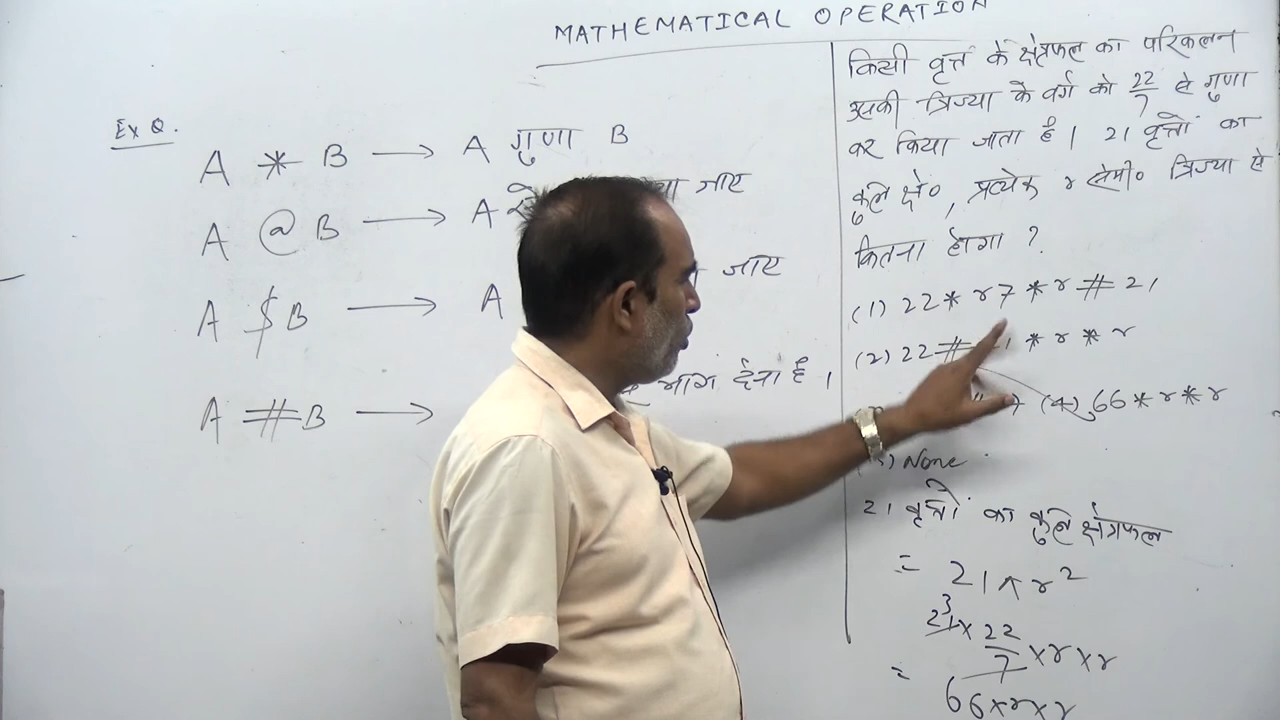 MATHEMATICAL OPERATION
Ex Q.
A * B → A गुणा B
A @ B → A जाए
A $ B → A जाए
A # B → भाग देता है ।
किसी वृत्त के क्षेत्रफल का परिकलन
उसकी त्रिज्या के वर्ग को 22/7 से गुणा
कर किया जाता है । 21 वृत्तों का
कुल क्षे० , प्रत्येक r सेमी० त्रिज्या से
कितना होगा ?
(1) 22 * r 7 * r # 21
(2) 22 # * r * r
(4) 66 * r * r
None
21 वृत्तों का कुल क्षेत्रफल
= 21 π r²
= 21 3 × 22/7 × r × r
66 × r × r